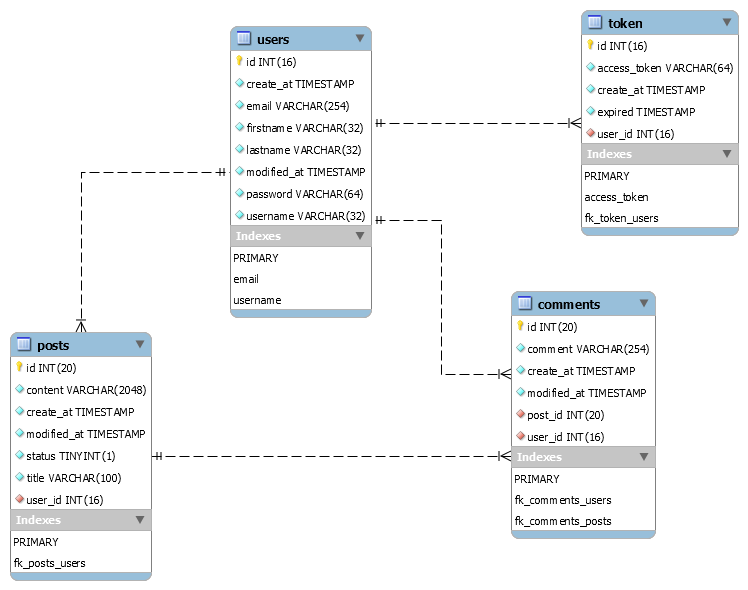 users
id INT(16)
create_at TIMESTAMP
email VARCHAR(254)
firstname VARCHAR(32)
lastname VARCHAR(32)
modified_at TIMESTAMP
password VARCHAR(64)
username VARCHAR(32)
Indexes
PRIMARY
email
username
token
id INT(16)
access_token VARCHAR(64)
create_at TIMESTAMP
expired TIMESTAMP
user_id INT(16)
Indexes
PRIMARY
access_token
fk_token_users
posts
id INT(20)
content VARCHAR(2048)
create_at TIMESTAMP
modified_at TIMESTAMP
status TINYINT(1)
title VARCHAR(100)
user_id INT(16)
Indexes
PRIMARY
fk_posts_users
comments
id INT(20)
comment VARCHAR(254)
create_at TIMESTAMP
modified_at TIMESTAMP
post_id INT(20)
user_id INT(16)
Indexes
PRIMARY
fk_comments_users
fk_comments_posts